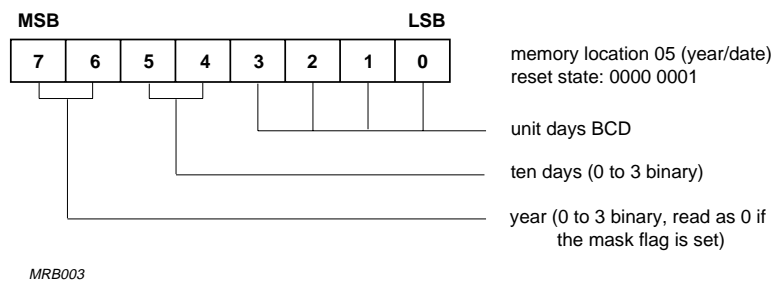 MSB LSB
7 6 5 4 3 2 1 0
memory location 05 (year/date)
reset state: 0000 0001
unit days BCD
ten days (0 to 3 binary)
year (0 to 3 binary, read as 0 if
the mask flag is set)
MRB003